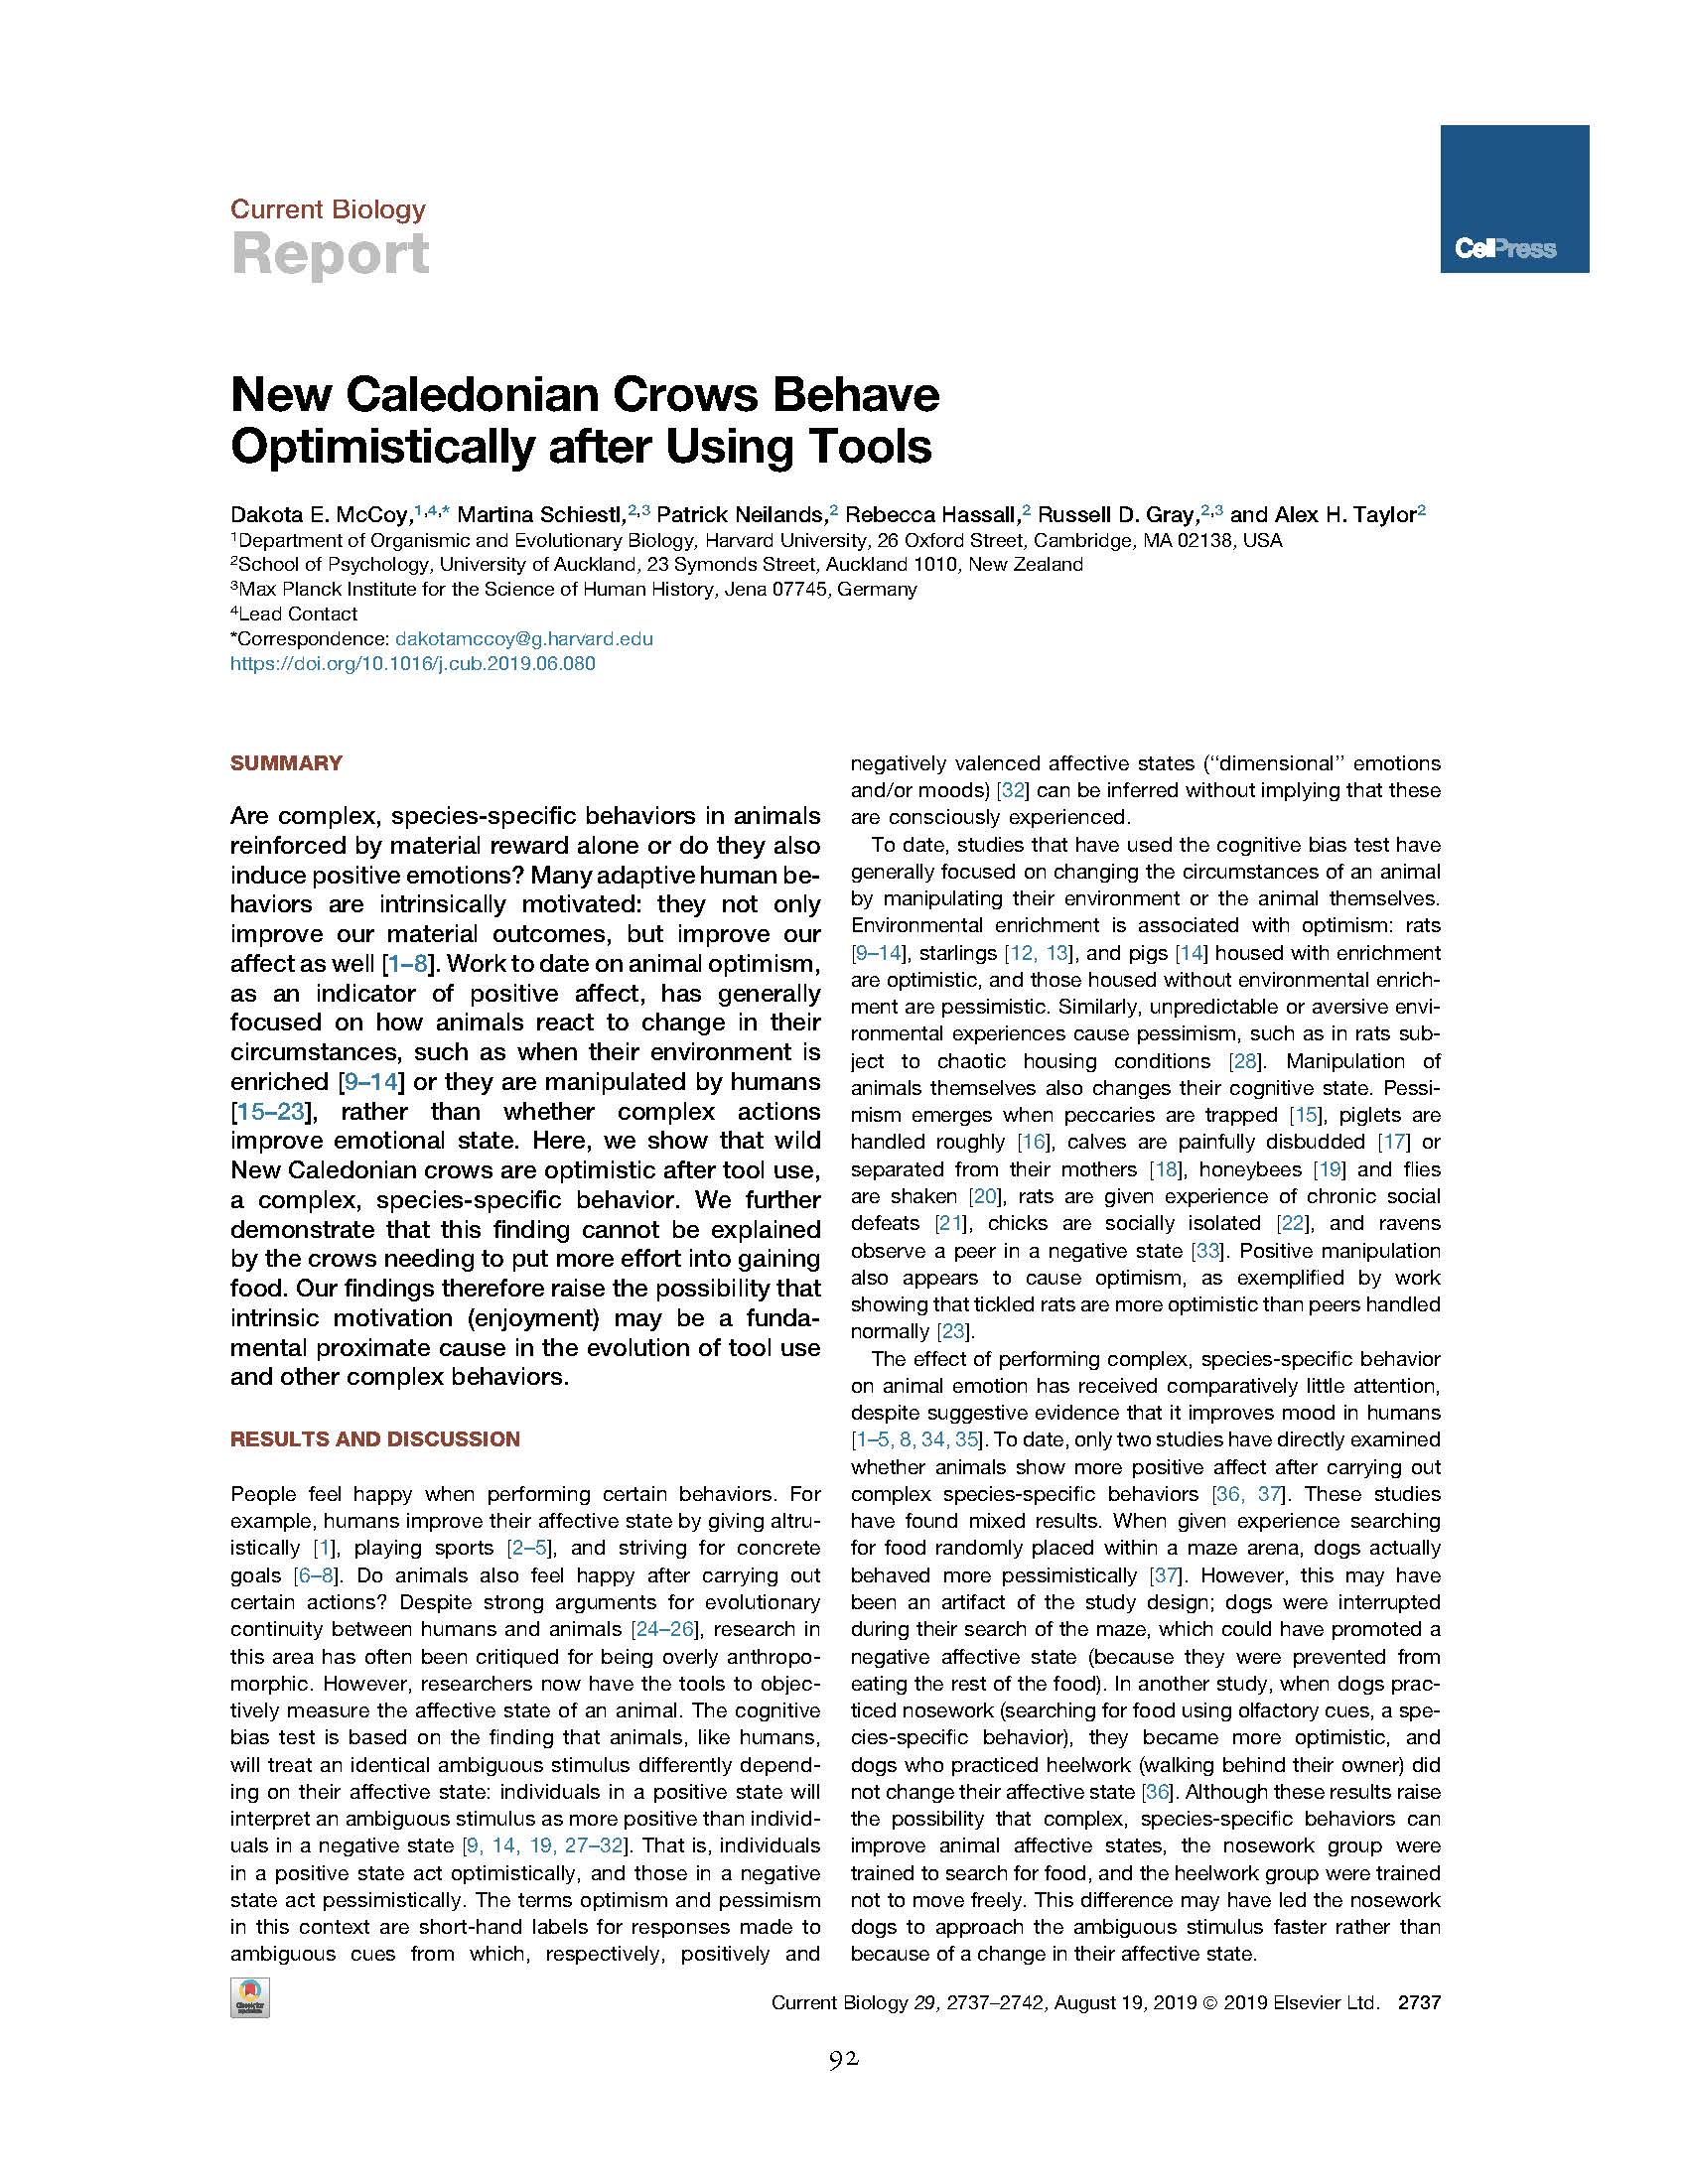 Current Biology
Report
CellPress
New Caledonian Crows Behave
Optimistically after Using Tools
Dakota E. McCoy,1,4,* Martina Schiestl,2,3 Patrick Neilands,2 Rebecca Hassall,2 Russell D. Gray,2,3 and Alex H. Taylor2
1Department of Organismic and Evolutionary Biology, Harvard University, 26 Oxford Street, Cambridge, MA 02138, USA
2School of Psychology, University of Auckland, 23 Symonds Street, Auckland 1010, New Zealand
3Max Planck Institute for the Science of Human History, Jena 07745, Germany
4Lead Contact
*Correspondence: dakotamccoy@g.harvard.edu
https://doi.org/10.1016/j.cub.2019.06.080
SUMMARY
Are complex, species-specific behaviors in animals
reinforced by material reward alone or do they also
induce positive emotions? Many adaptive human be-
haviors are intrinsically motivated: they not only
improve our material outcomes, but improve our
affect as well [1–8]. Work to date on animal optimism,
as an indicator of positive affect, has generally
focused on how animals react to change in their
circumstances, such as when their environment is
enriched [9–14] or they are manipulated by humans
[15–23], rather than whether complex actions
improve emotional state. Here, we show that wild
New Caledonian crows are optimistic after tool use,
a complex, species-specific behavior. We further
demonstrate that this finding cannot be explained
by the crows needing to put more effort into gaining
food. Our findings therefore raise the possibility that
intrinsic motivation (enjoyment) may be a funda-
mental proximate cause in the evolution of tool use
and other complex behaviors.
RESULTS AND DISCUSSION
People feel happy when performing certain behaviors. For
example, humans improve their affective state by giving altru-
istically [1], playing sports [2–5], and striving for concrete
goals [6–8]. Do animals also feel happy after carrying out
certain actions? Despite strong arguments for evolutionary
continuity between humans and animals [24–26], research in
this area has often been critiqued for being overly anthropo-
morphic. However, researchers now have the tools to objec-
tively measure the affective state of an animal. The cognitive
bias test is based on the finding that animals, like humans,
will treat an identical ambiguous stimulus differently depend-
ing on their affective state: individuals in a positive state will
interpret an ambiguous stimulus as more positive than individ-
uals in a negative state [9, 14, 19, 27–32]. That is, individuals
in a positive state act optimistically, and those in a negative
state act pessimistically. The terms optimism and pessimism
in this context are short-hand labels for responses made to
ambiguous cues from which, respectively, positively and
negatively valenced affective states (‘‘dimensional’’ emotions
and/or moods) [32] can be inferred without implying that these
are consciously experienced.
To date, studies that have used the cognitive bias test have
generally focused on changing the circumstances of an animal
by manipulating their environment or the animal themselves.
Environmental enrichment is associated with optimism: rats
[9–14], starlings [12, 13], and pigs [14] housed with enrichment
are optimistic, and those housed without environmental enrich-
ment are pessimistic. Similarly, unpredictable or aversive envi-
ronmental experiences cause pessimism, such as in rats sub-
ject to chaotic housing conditions [28]. Manipulation of
animals themselves also changes their cognitive state. Pessi-
mism emerges when peccaries are trapped [15], piglets are
handled roughly [16], calves are painfully disbudded [17] or
separated from their mothers [18], honeybees [19] and flies
are shaken [20], rats are given experience of chronic social
defeats [21], chicks are socially isolated [22], and ravens
observe a peer in a negative state [33]. Positive manipulation
also appears to cause optimism, as exemplified by work
showing that tickled rats are more optimistic than peers handled
normally [23].
The effect of performing complex, species-specific behavior
on animal emotion has received comparatively little attention,
despite suggestive evidence that it improves mood in humans
[1–5, 8, 34, 35]. To date, only two studies have directly examined
whether animals show more positive affect after carrying out
complex species-specific behaviors [36, 37]. These studies
have found mixed results. When given experience searching
for food randomly placed within a maze arena, dogs actually
behaved more pessimistically [37]. However, this may have
been an artifact of the study design; dogs were interrupted
during their search of the maze, which could have promoted a
negative affective state (because they were prevented from
eating the rest of the food). In another study, when dogs prac-
ticed nosework (searching for food using olfactory cues, a spe-
cies-specific behavior), they became more optimistic, and
dogs who practiced heelwork (walking behind their owner) did
not change their affective state [36]. Although these results raise
the possibility that complex, species-specific behaviors can
improve animal affective states, the nosework group were
trained to search for food, and the heelwork group were trained
not to move freely. This difference may have led the nosework
dogs to approach the ambiguous stimulus faster rather than
because of a change in their affective state.
Current Biology 29, 2737–2742, August 19, 2019 © 2019 Elsevier Ltd. 2737
92